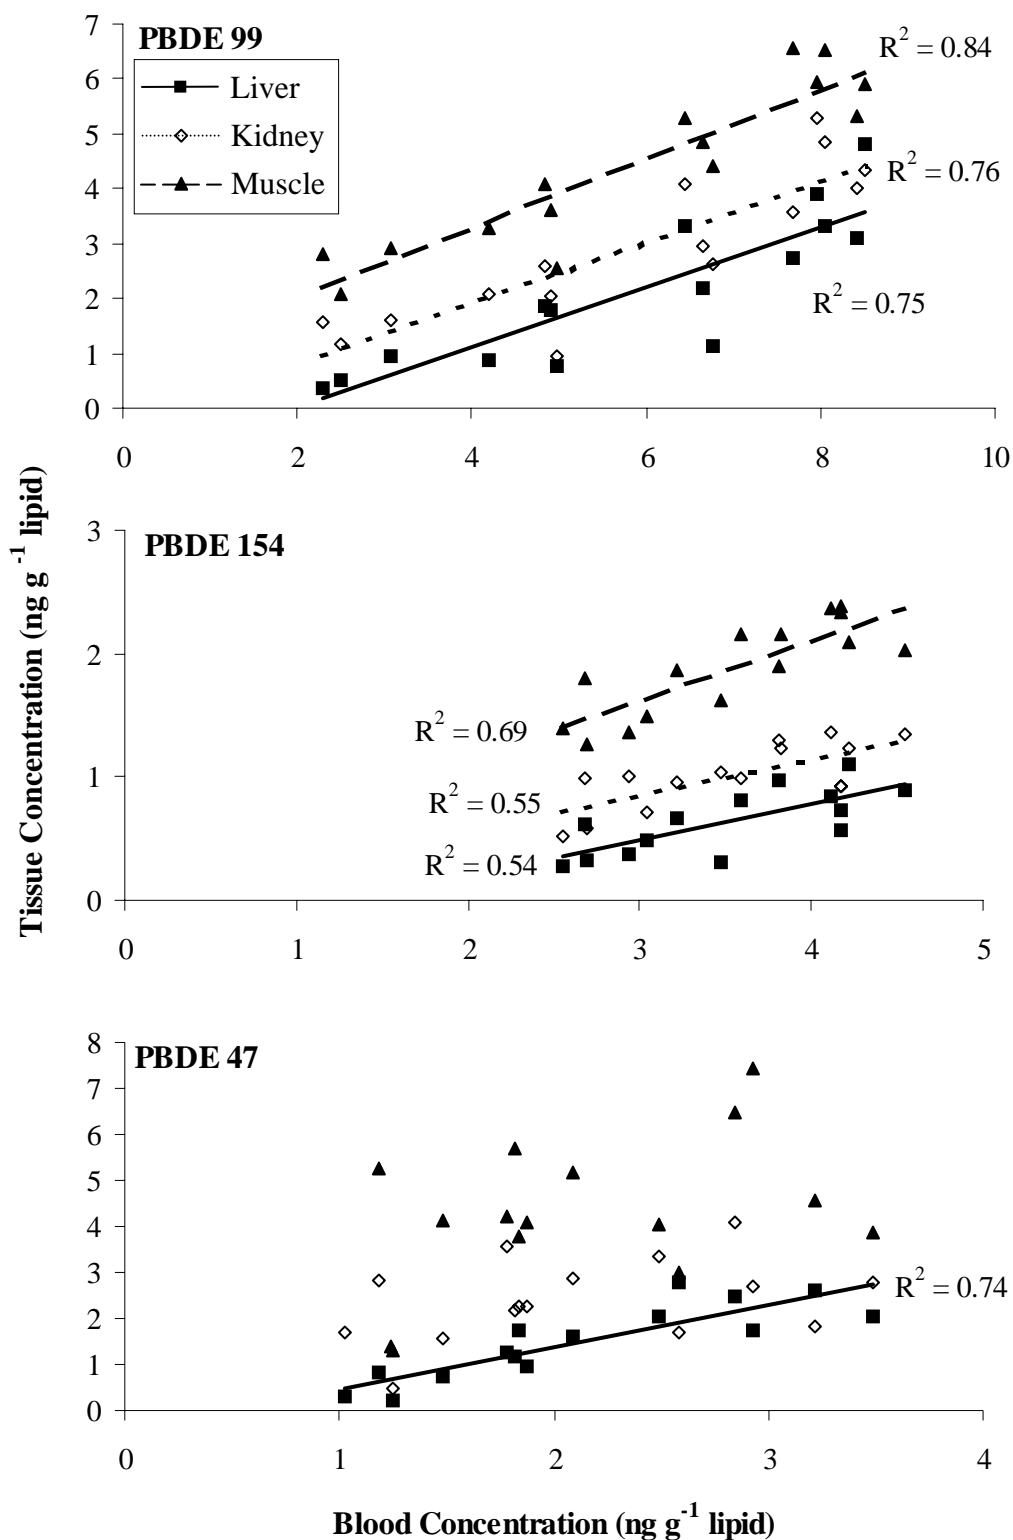 PBDE 99
Liver
Kidney
Muscle
R² = 0.84
R² = 0.76
R² = 0.75
7
6
5
4
3
2
1
0
0 2 4 6 8 10
Tissue Concentration (ng g⁻¹ lipid)
PBDE 154
R² = 0.69
R² = 0.55
R² = 0.54
3
2
1
0
0 1 2 3 4 5
PBDE 47
R² = 0.74
8
7
6
5
4
3
2
1
0
0 1 2 3 4
Blood Concentration (ng g⁻¹ lipid)